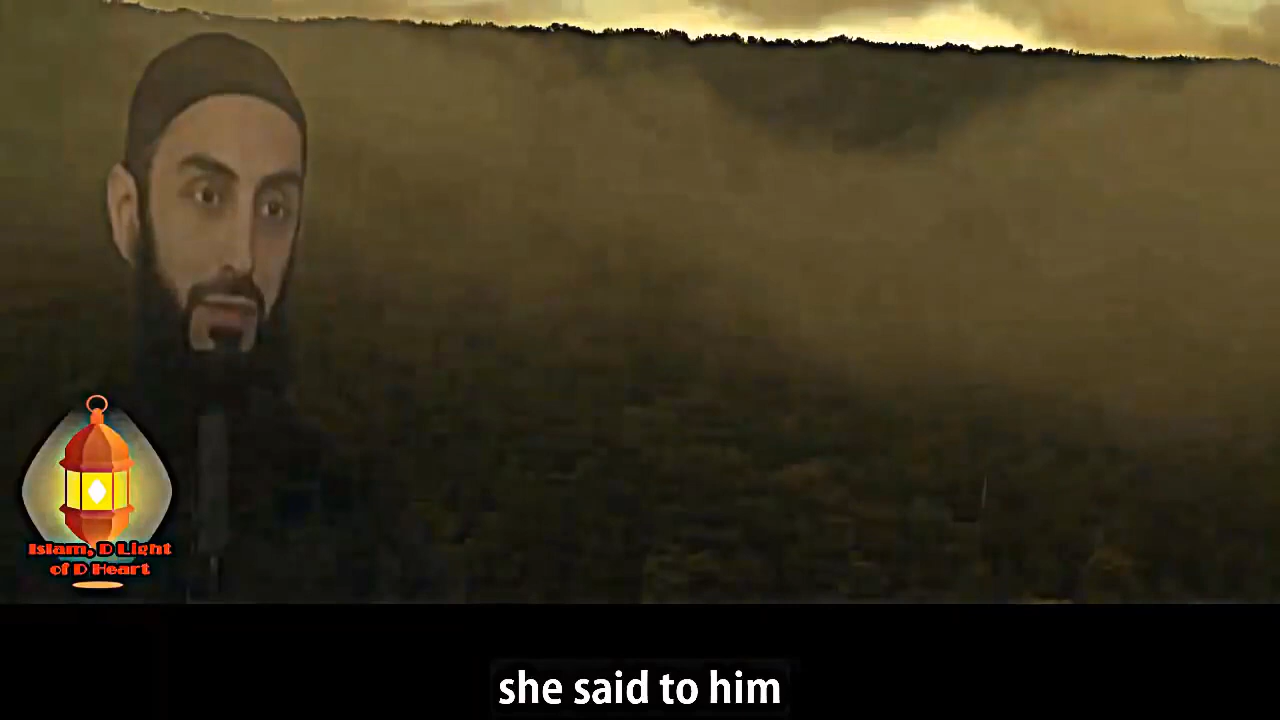 Islam, D Light
of D Heart
she said to him